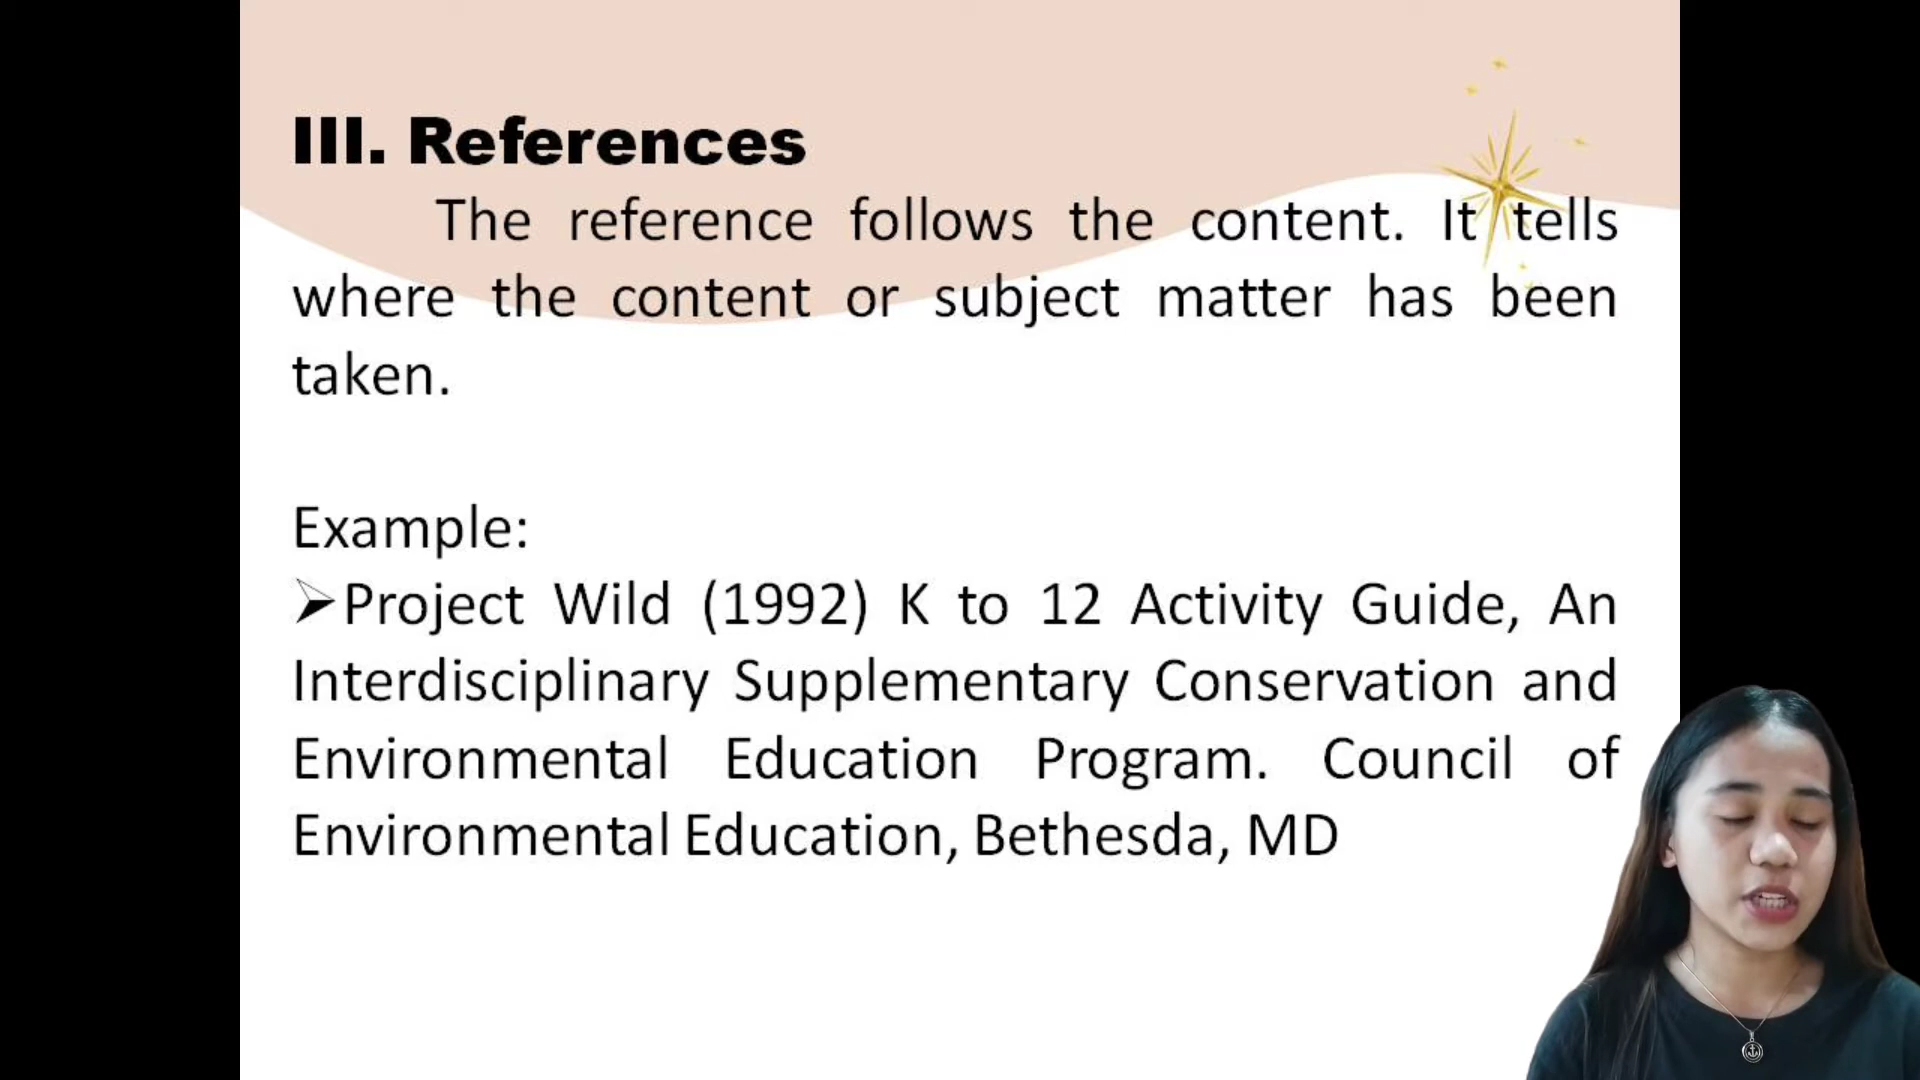 III. References
The reference follows the content. It tells
where the content or subject matter has been
taken.
Example:
➢Project Wild (1992) K to 12 Activity Guide, An
Interdisciplinary Supplementary Conservation and
Environmental Education Program. Council of
Environmental Education, Bethesda, MD